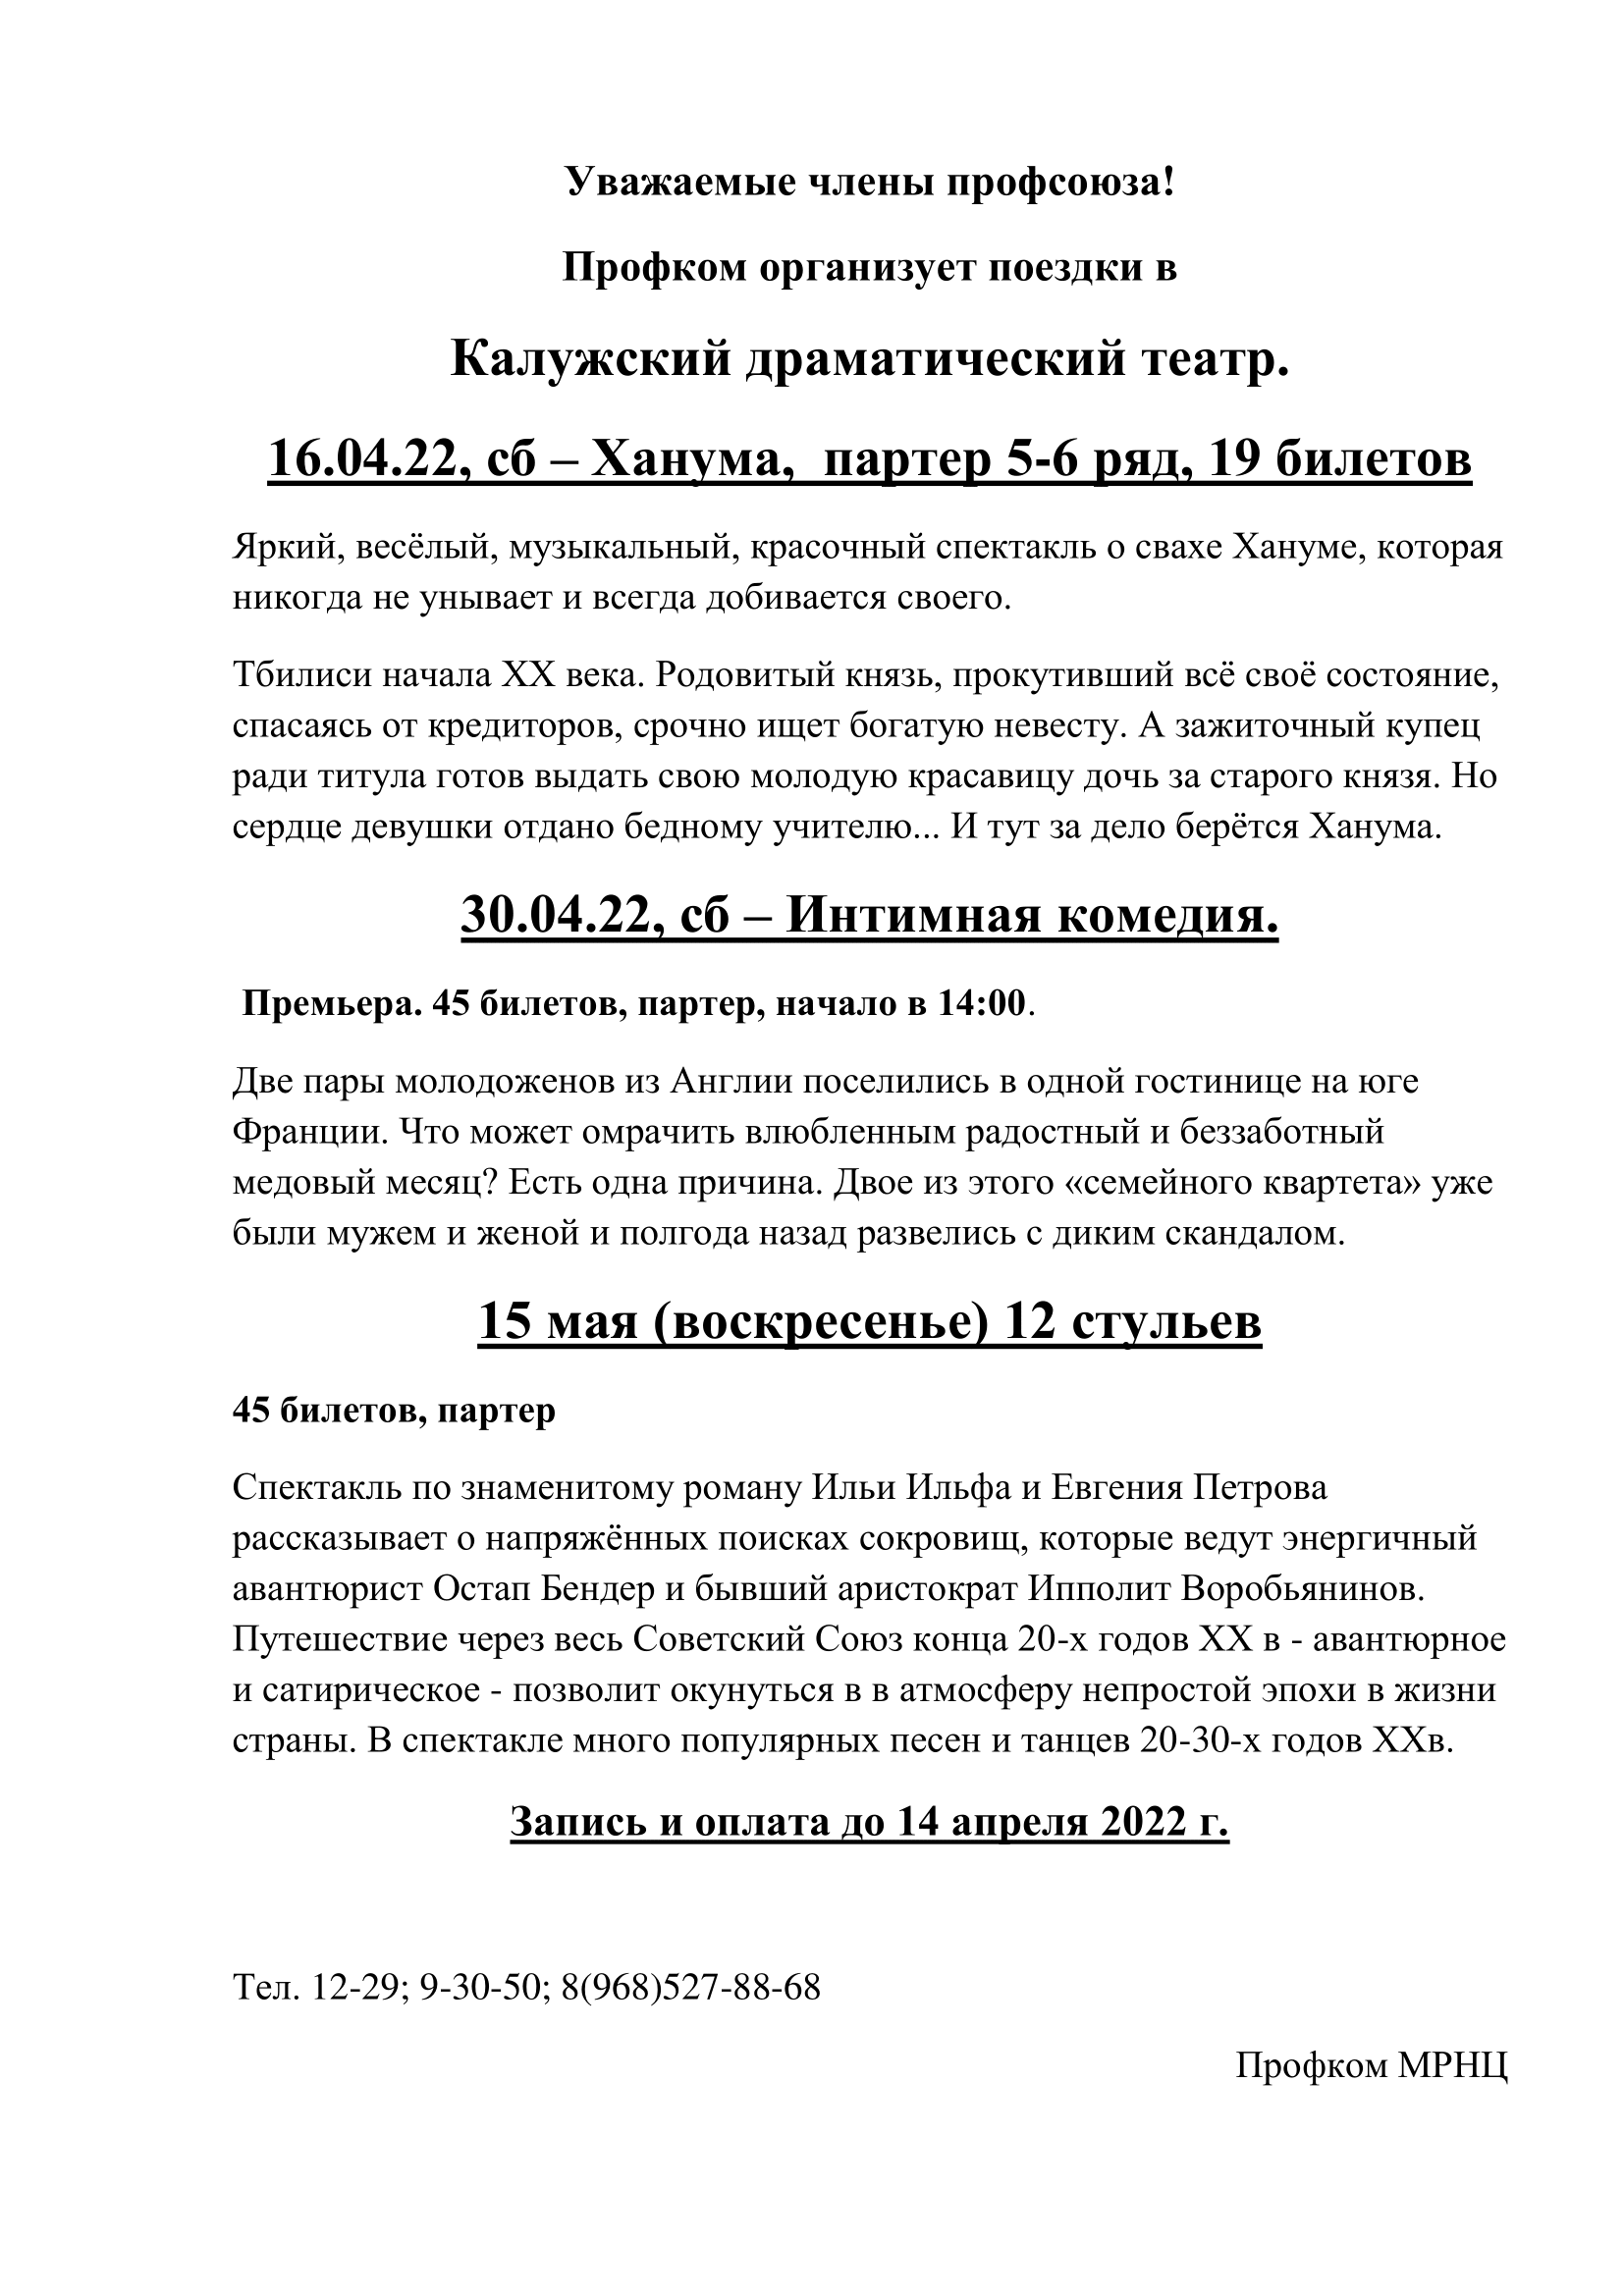 Уважаемые члены профсоюза!
Профком организует поездки в
Калужский драматический театр.
16.04.22, сб – Ханума,  партер 5-6 ряд, 19 билетов
Яркий, весёлый, музыкальный, красочный спектакль о свахе Хануме, которая
никогда не унывает и всегда добивается своего.
Тбилиси начала XX века. Родовитый князь, прокутивший всё своё состояние,
спасаясь от кредиторов, срочно ищет богатую невесту. А зажиточный купец
ради титула готов выдать свою молодую красавицу дочь за старого князя. Но
сердце девушки отдано бедному учителю... И тут за дело берётся Ханума.
30.04.22, сб – Интимная комедия.
Премьера. 45 билетов, партер, начало в 14:00.
Две пары молодоженов из Англии поселились в одной гостинице на юге
Франции. Что может омрачить влюбленным радостный и беззаботный
медовый месяц? Есть одна причина. Двое из этого «семейного квартета» уже
были мужем и женой и полгода назад развелись с диким скандалом.
15 мая (воскресенье) 12 стульев
45 билетов, партер
Спектакль по знаменитому роману Ильи Ильфа и Евгения Петрова
рассказывает о напряжённых поисках сокровищ, которые ведут энергичный
авантюрист Остап Бендер и бывший аристократ Ипполит Воробьянинов.
Путешествие через весь Советский Союз конца 20-х годов XX в - авантюрное
и сатирическое - позволит окунуться в в атмосферу непростой эпохи в жизни
страны. В спектакле много популярных песен и танцев 20-30-х годов XXв.
Запись и оплата до 14 апреля 2022 г.
Тел. 12-29; 9-30-50; 8(968)527-88-68
Профком МРНЦ